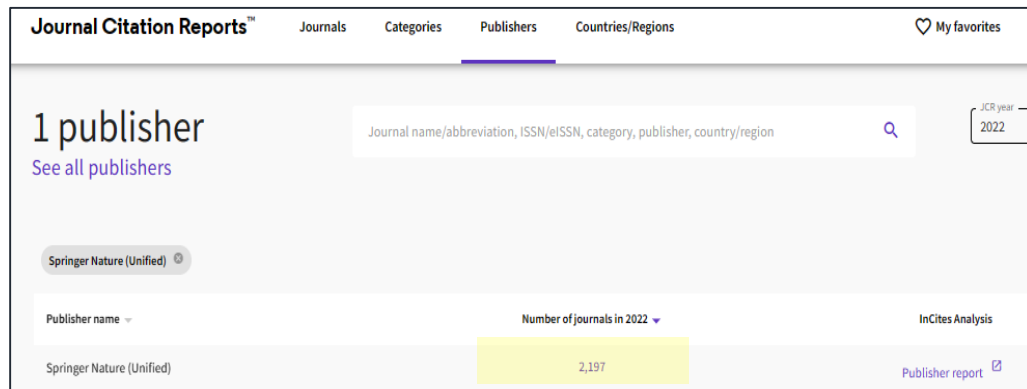 Journal Citation Reports™ Journals Categories Publishers Countries/Regions My favorites
1 publisher
See all publishers
Journal name/abbreviation, ISSN/eISSN, category, publisher, country/region
JCR year
2022
Springer Nature (Unified)
Publisher name Number of journals in 2022 InCites Analysis
Springer Nature (Unified) 2,197 Publisher report